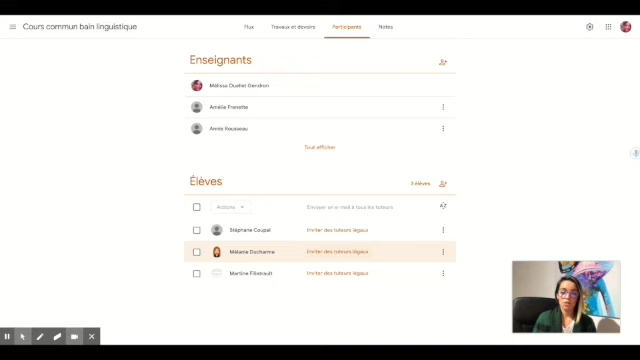 Cours commun bain linguistique
Flux
Travaux et devoirs
Participants
Notes
Enseignants
Mélissa Ouellet Gendron
Amélie Frenette
Annie Rousseau
Tout afficher
Élèves
3 élèves
Actions
Envoyer un e-mail à tous les tuteurs
Stéphane Coupal
Inviter des tuteurs légaux
Mélanie Ducharme
Inviter des tuteurs légaux
Martine Filiatrault
Inviter des tuteurs légaux